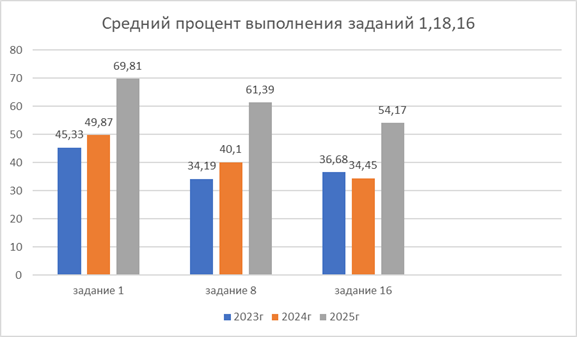 Средний процент выполнения заданий 1,18,16
80
70
60
50
40
30
20
10
0
45,33
49,87
69,81
34,19
40,1
61,39
36,68
34,45
54,17
задание 1
задание 8
задание 16
2023г
2024г
2025г